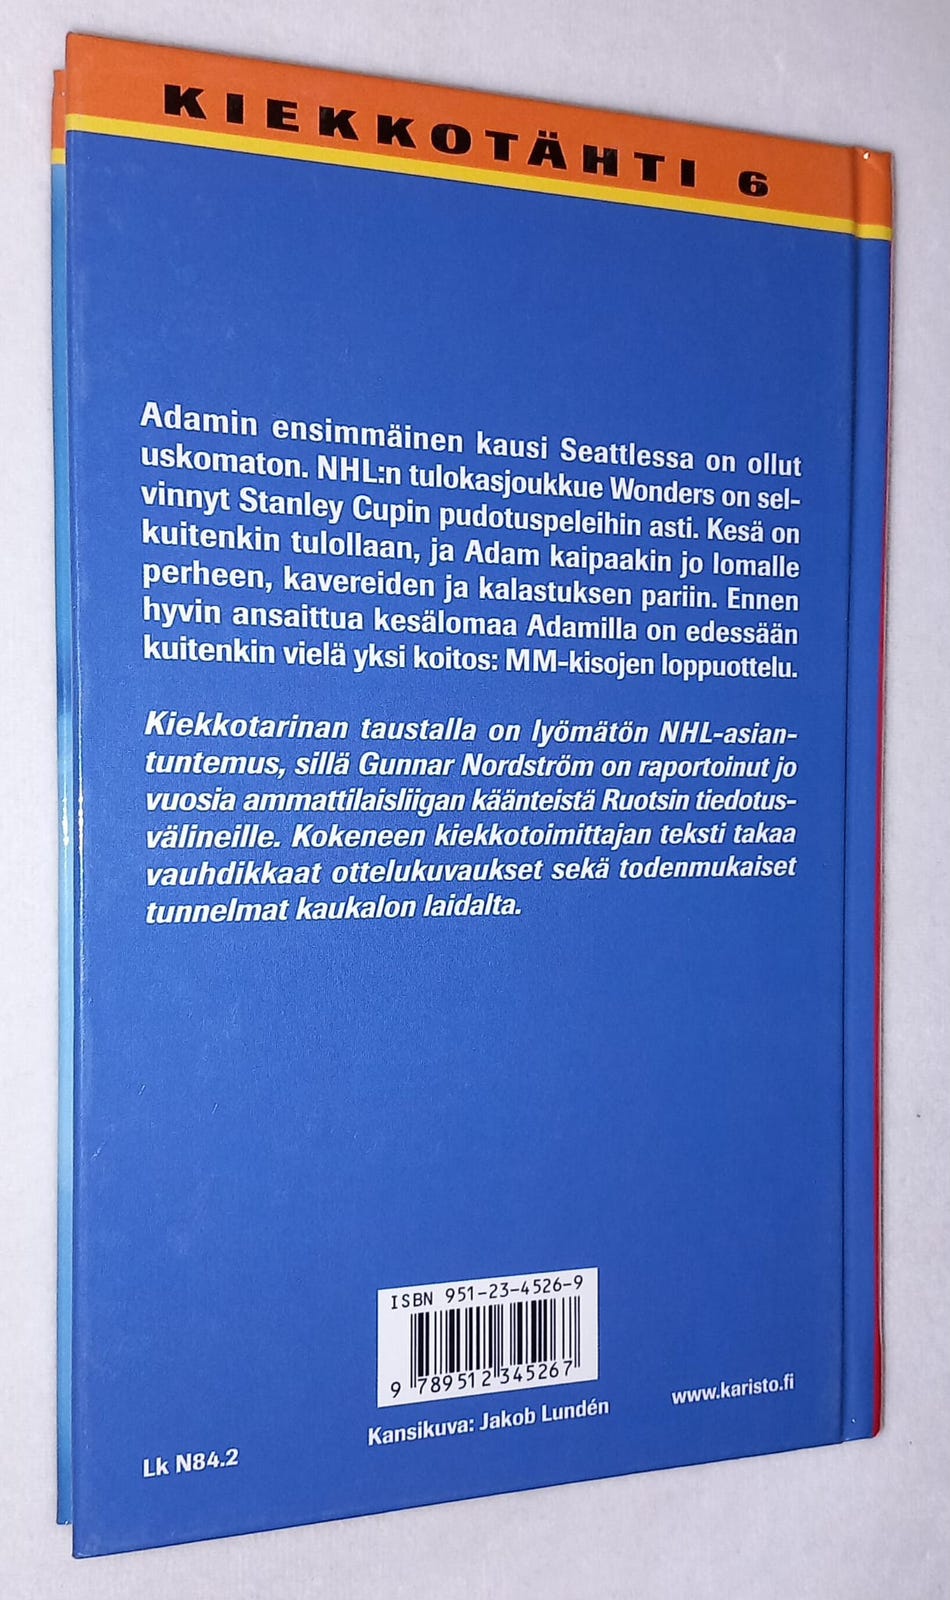 KIEKKOTÄHTI 6
Adamin ensimmäinen kausi Seattlessa on ollut
uskomaton. NHL:n tulokasjoukkue Wonders on sel-
vinnyt Stanley Cupin pudotuspeleihin asti. Kesä on
kuitenkin tulollaan, ja Adam kaipaakin jo lomalle
perheen, kavereiden ja kalastuksen pariin. Ennen
hyvin ansaittua kesälomaa Adamilla on edessään
kuitenkin vielä yksi koitos: MM-kisojen loppuottelu.
Kiekkotarinan taustalla on lyömätön NHL-asian-
tuntemus, sillä Gunnar Nordström on raportoinut jo
vuosia ammattilaisliigan käänteistä Ruotsin tiedotus-
välineille. Kokeneen kiekkotoimittajan teksti takaa
vauhdikkaat ottelukuvaukset sekä todenmukaiset
tunnelmat kaukalon laidalta.
ISBN 951-23-4526-9
9 789512 345267
Kansikuva: Jakob Lundén
www.karisto.fi
Lk N84.2